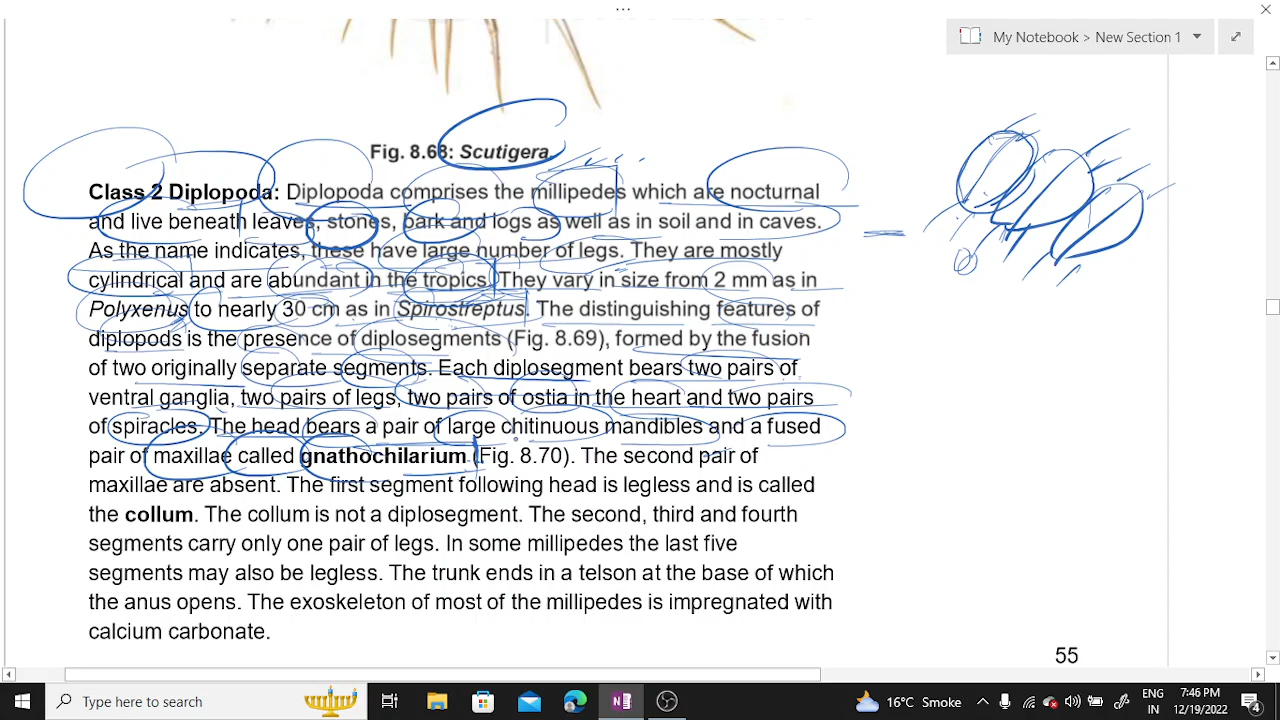 ...
My Notebook > New Section 1
Fig. 8.68: Scutigera.
Class 2 Diplopoda: Diplopoda comprises the millipedes which are nocturnal
and live beneath leaves, stones, bark and logs as well as in soil and in caves.
As the name indicates, these have large number of legs. They are mostly
cylindrical and are abundant in the tropics. They vary in size from 2 mm as in
Polyxenus to nearly 30 cm as in Spirostreptus. The distinguishing features of
diplopods is the presence of diplosegments (Fig. 8.69), formed by the fusion
of two originally separate segments. Each diplosegment bears two pairs of
ventral ganglia, two pairs of legs, two pairs of ostia in the heart and two pairs
of spiracles. The head bears a pair of large chitinuous mandibles and a fused
pair of maxillae called gnathochilarium (Fig. 8.70). The second pair of
maxillae are absent. The first segment following head is legless and is called
the collum. The collum is not a diplosegment. The second, third and fourth
segments carry only one pair of legs. In some millipedes the last five
segments may also be legless. The trunk ends in a telson at the base of which
the anus opens. The exoskeleton of most of the millipedes is impregnated with
calcium carbonate.
55
Type here to search
16°C Smoke
ENG
IN
7:46 PM
12/19/2022
4